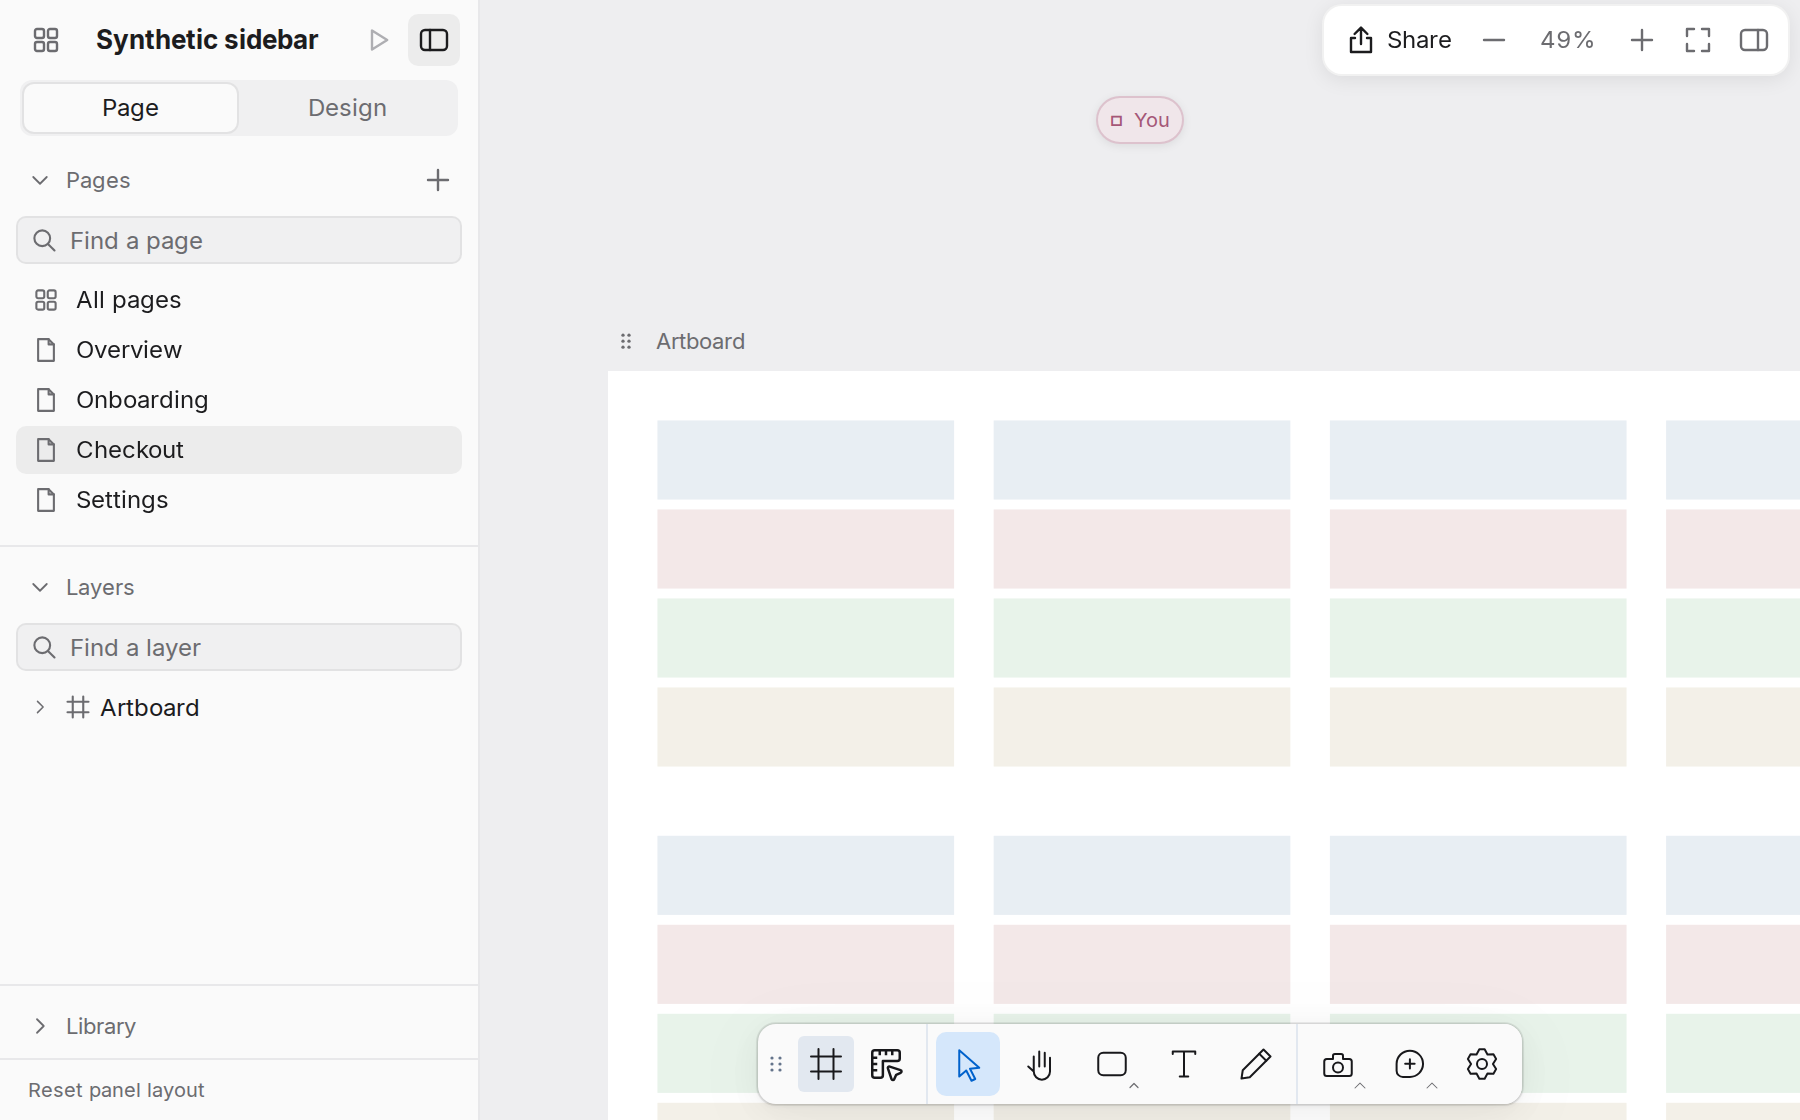 Synthetic sidebar
Share
49%
Page
Design
You
Pages
Find a page
All pages
Overview
Onboarding
Checkout
Settings
Artboard
Layers
Find a layer
Artboard
Library
Reset panel layout